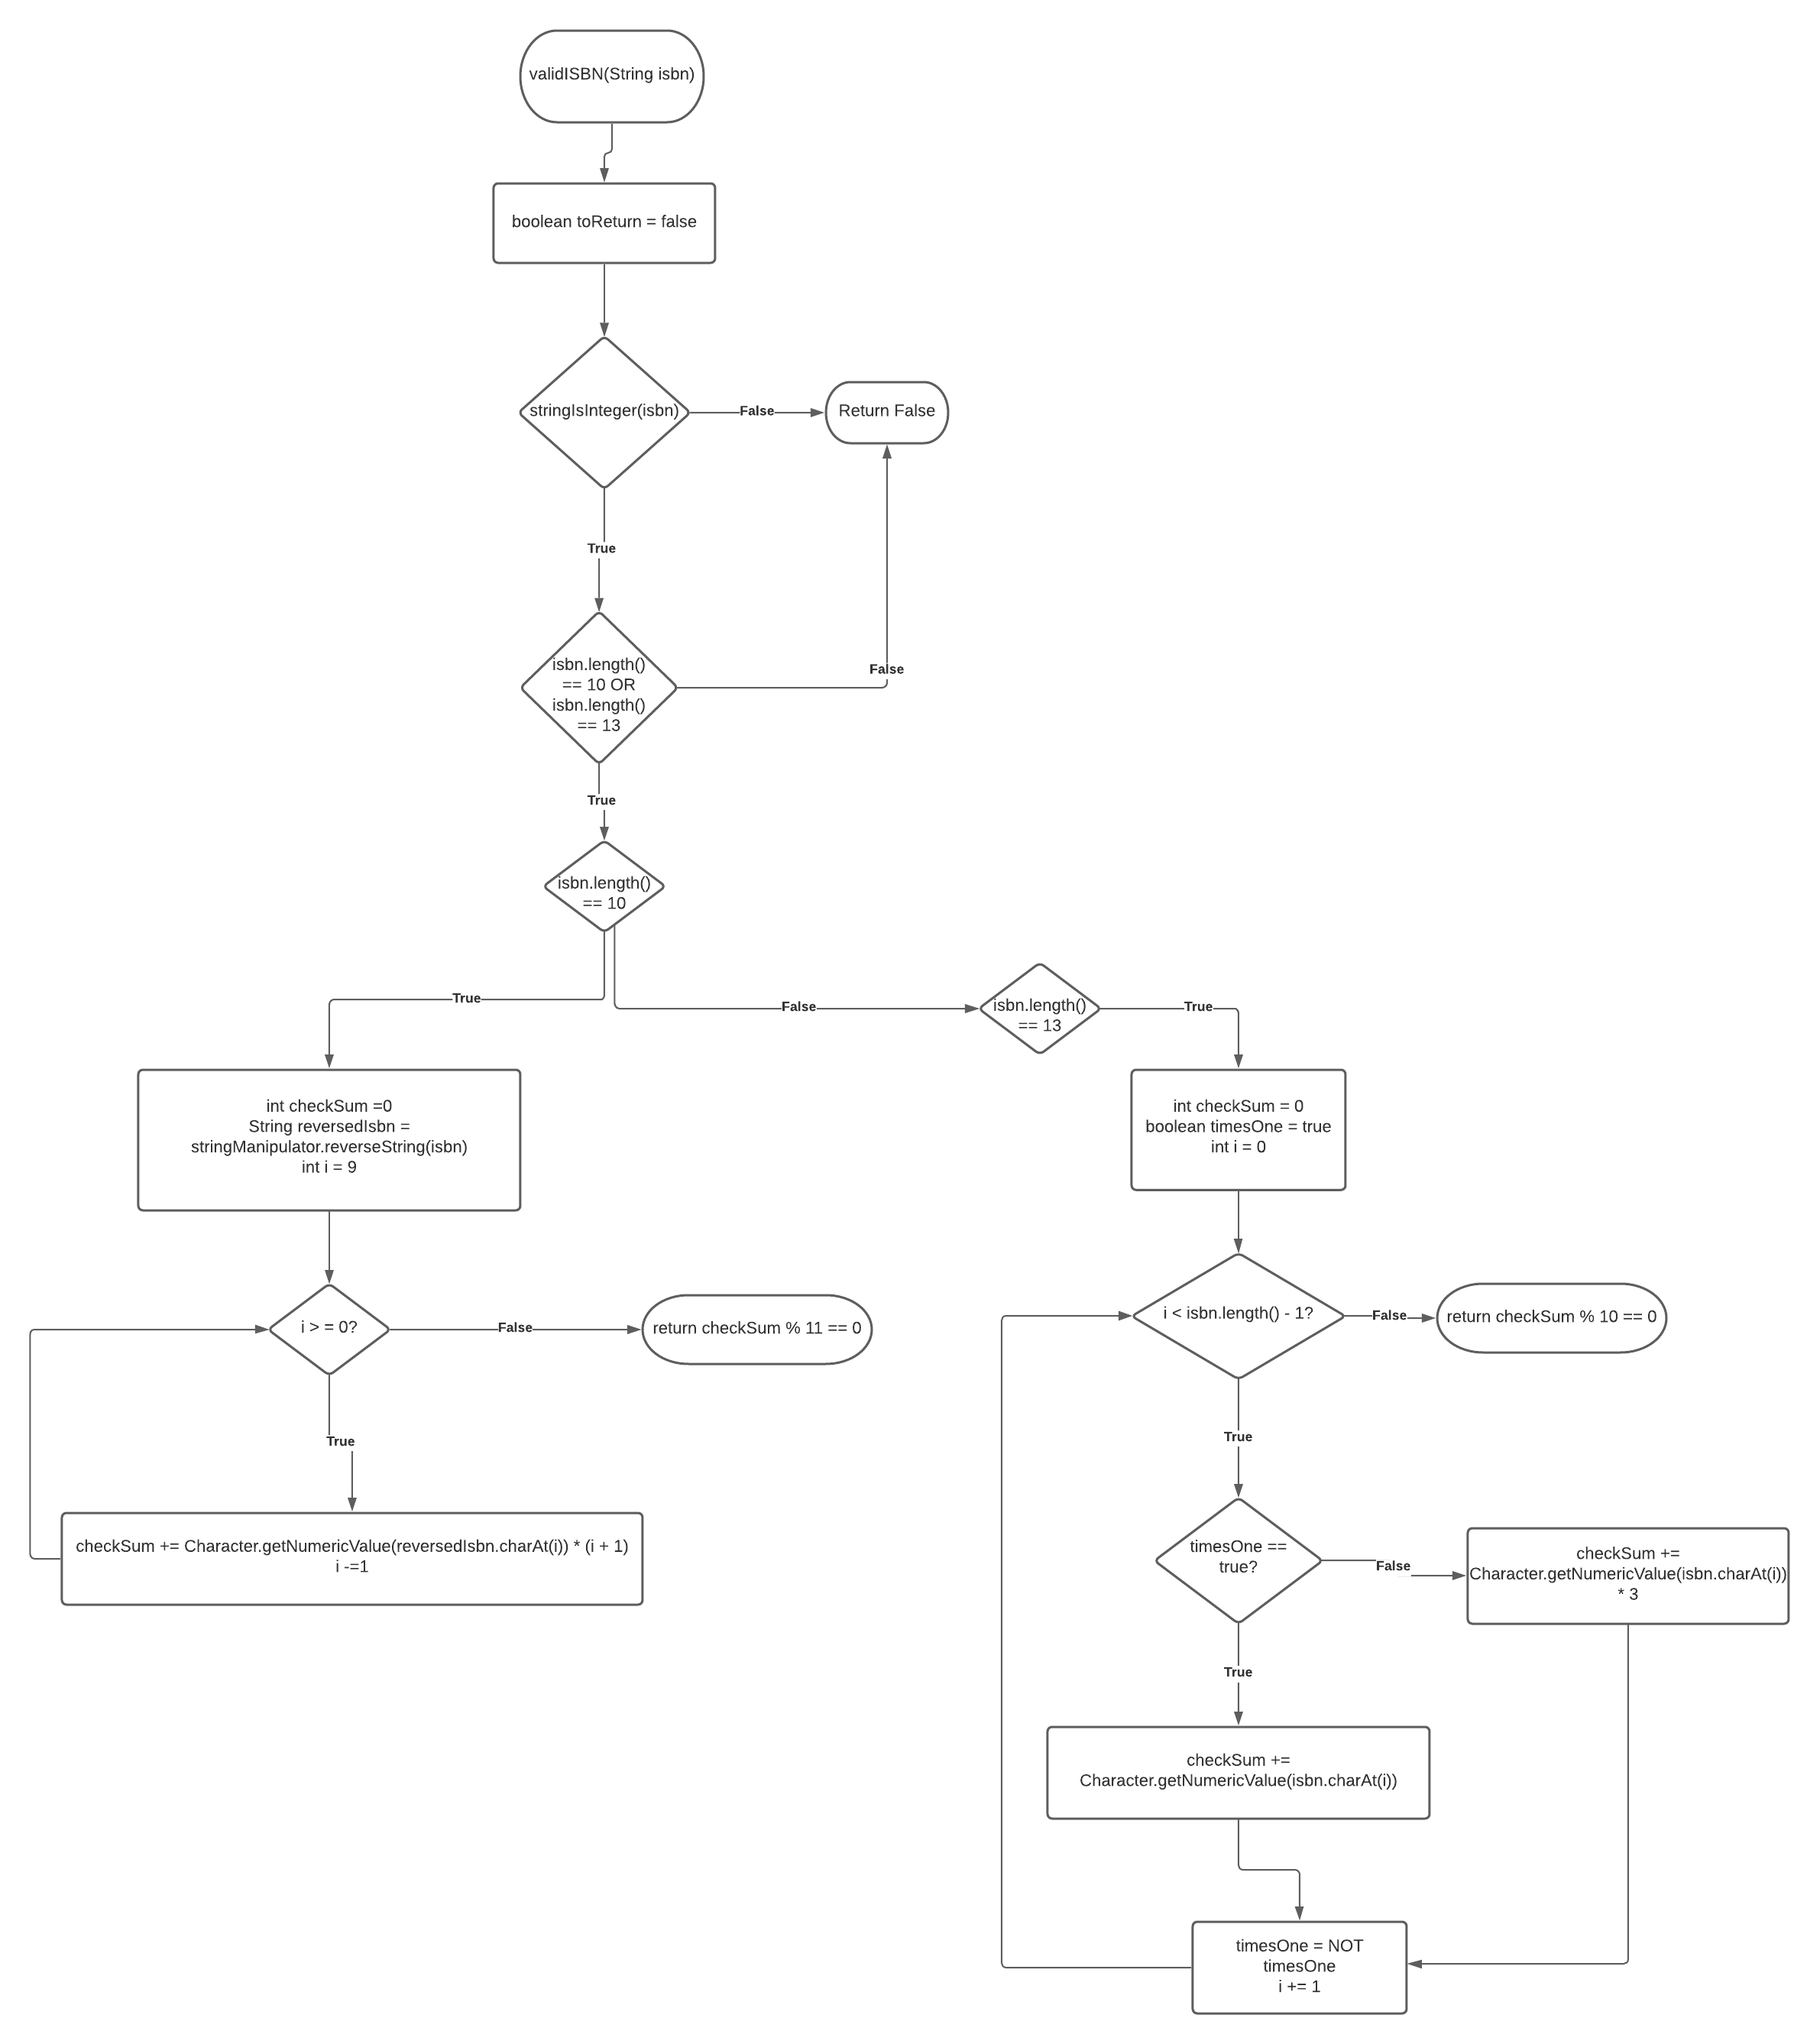 validISBN(String isbn)
boolean toReturn = false
stringIsInteger(isbn)
False
Return False
True
isbn.length()
== 10 OR
isbn.length()
== 13
False
True
isbn.length()
== 10
True
False
isbn.length()
== 13
True
int checkSum =0
String reversedIsbn =
stringManipulator.reverseString(isbn)
int i = 9
int checkSum = 0
boolean timesOne = true
int i = 0
i > = 0?
False
return checkSum % 11 == 0
True
checkSum += Character.getNumericValue(reversedIsbn.charAt(i)) * (i + 1)
i -=1
i < isbn.length() - 1?
False
return checkSum % 10 == 0
True
timesOne ==
true?
False
checkSum +=
Character.getNumericValue(isbn.charAt(i))
* 3
True
checkSum +=
Character.getNumericValue(isbn.charAt(i))
timesOne = NOT
timesOne
i += 1